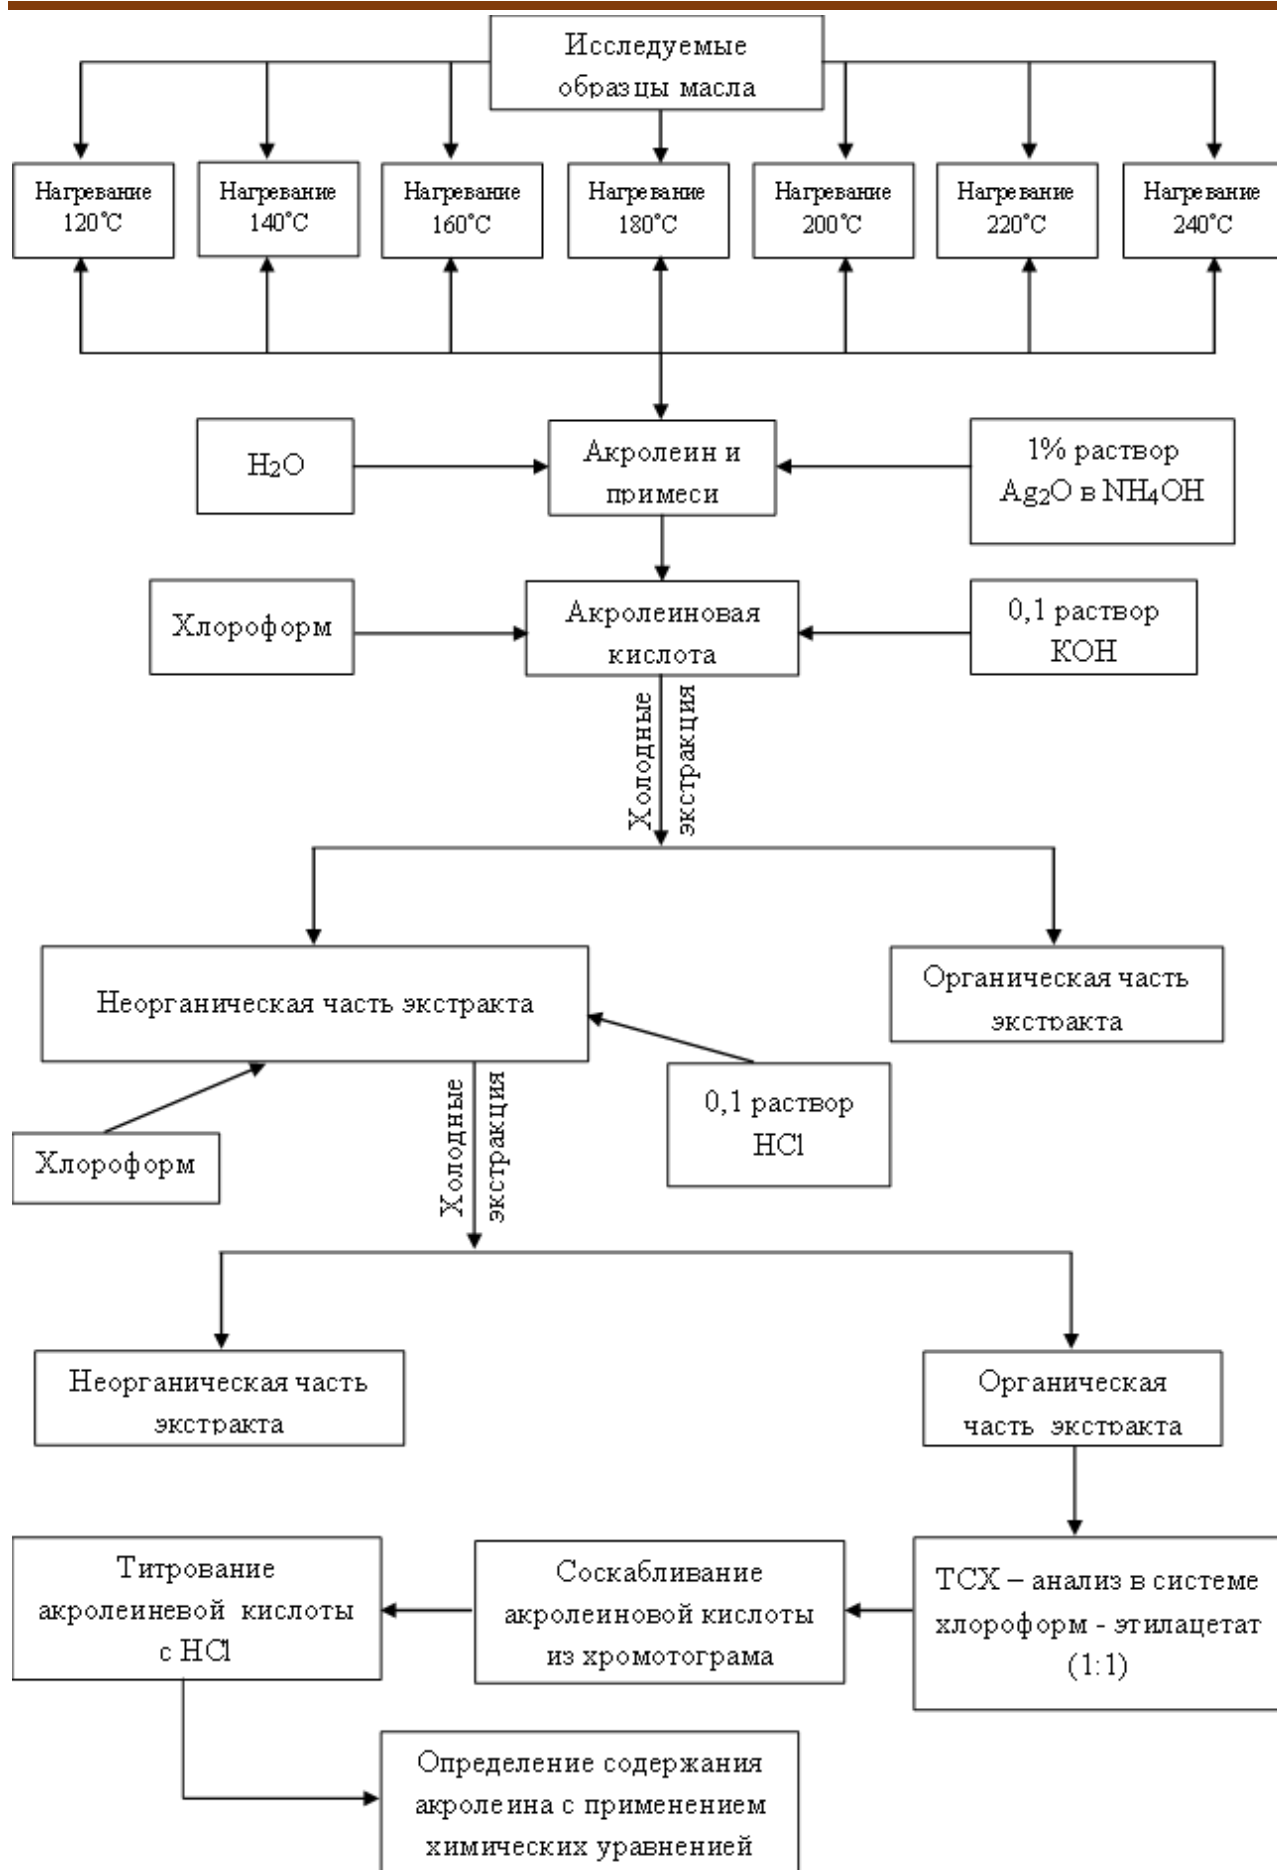 Исследуемые
образцы масла
Нагревание
120˚С
Нагревание
140˚С
Нагревание
160˚С
Нагревание
180˚С
Нагревание
200˚С
Нагревание
220˚С
Нагревание
240˚С
H₂O
Акролеин и
примеси
1% раствор
Ag₂O в NH₄OH
Хлороформ
Акролеиновая
кислота
0,1 раствор
KOH
Холодные
экстракция
Неорганическая часть экстракта
Органическая часть
экстракта
Хлороформ
Холодные
экстракция
0,1 раствор
HCl
Неорганическая часть
экстракта
Органическая
часть экстракта
Титрование
акролеиневой кислоты
с HCl
Соскабливание
акролеиновой кислоты
из хромотограма
ТСХ – анализ в системе
хлороформ - этилацетат
(1:1)
Определение содержания
акролеина с применением
химических уравненией